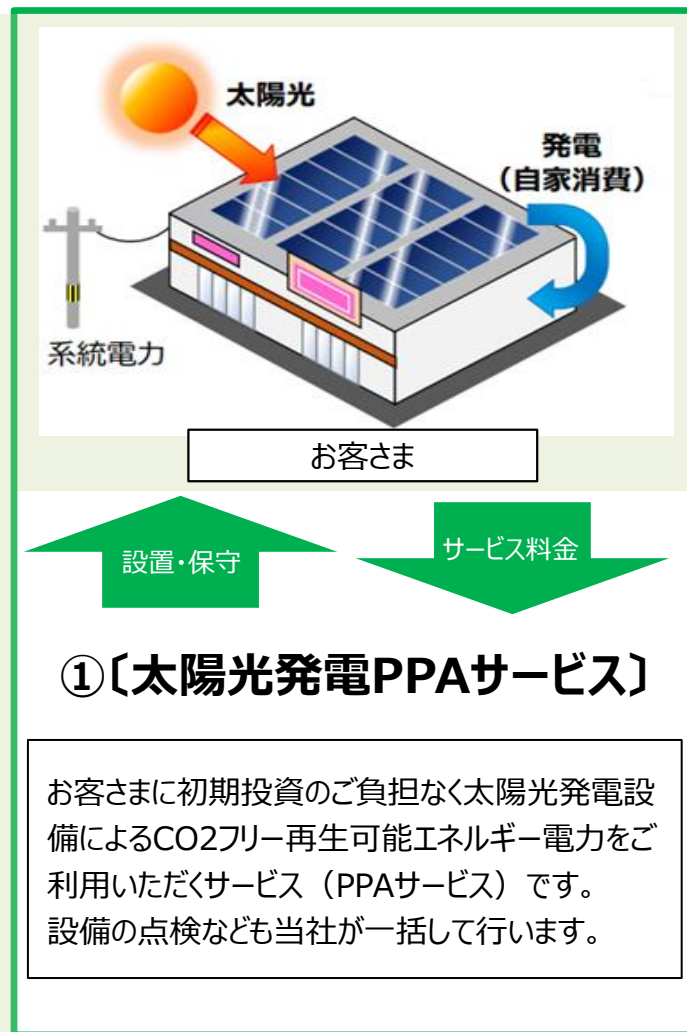 太陽光
発電
（自家消費）
系統電力
お客さま
設置・保守
サービス料金
①〔太陽光発電PPAサービス〕
お客さまに初期投資のご負担なく太陽光発電設
備によるCO2フリー再生可能エネルギー電力をご
利用いただくサービス（PPAサービス）です。
設備の点検なども当社が一括して行います。